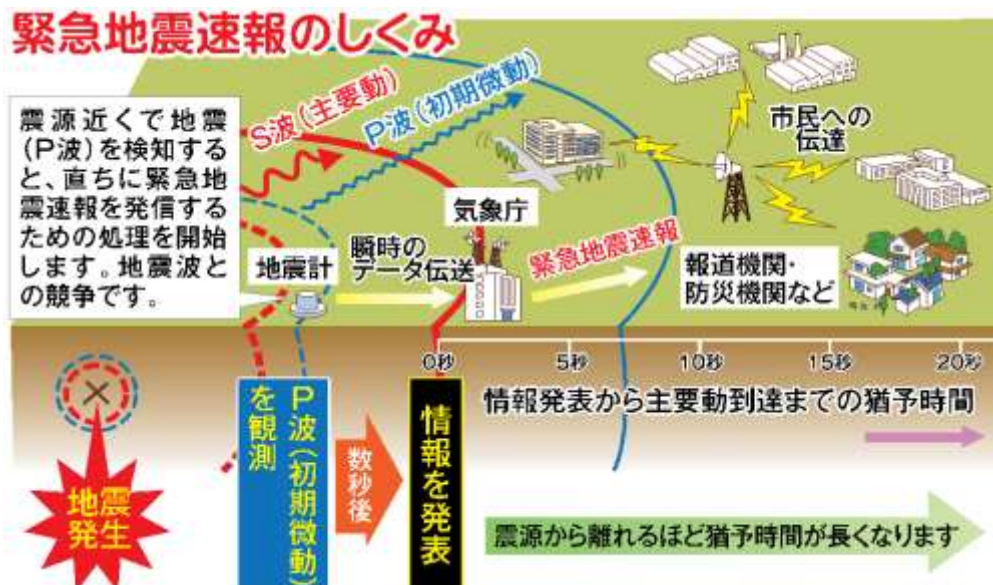 緊急地震速報のしくみ
震源近くで地震
（P波）を検知する
と、直ちに緊急地
震速報を発信する
ための処理を開始
します。地震波と
の競争です。
S波（主要動）
P波（初期微動）
市民への
伝達
気象庁
地震計
瞬時の
データ伝送
緊急地震速報
報道機関・
防災機関など
0秒
5秒
10秒
15秒
20秒
情報発表から主要動到達までの猶予時間
地震
発生
P波（初期微動）
を観測
数秒後
情報を発表
震源から離れるほど猶予時間が長くなります